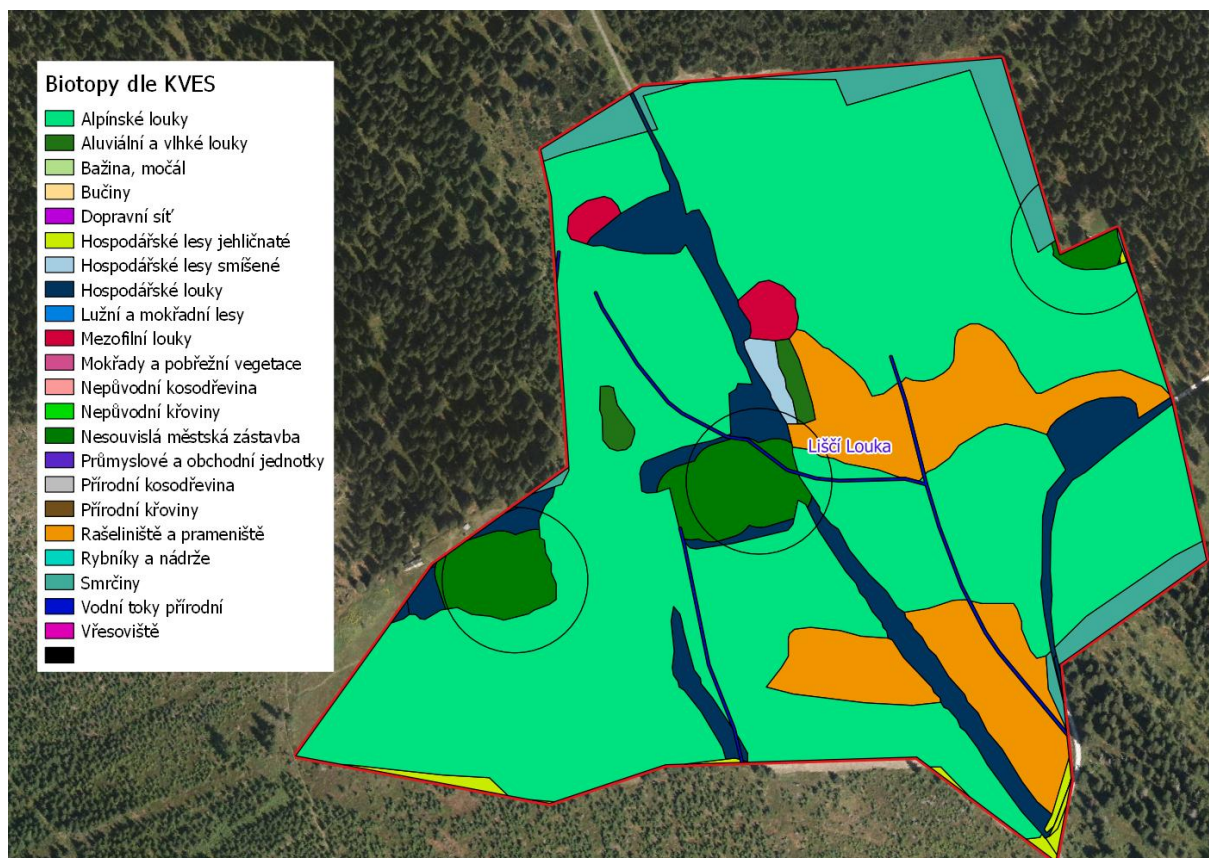 Biotopy dle KVES
Alpínské louky
Aluviální a vlhké louky
Bažina, močál
Bučiny
Dopravní síť
Hospodářské lesy jehličnaté
Hospodářské lesy smíšené
Hospodářské louky
Lužní a mokřadní lesy
Mezofilní louky
Mokřady a pobřežní vegetace
Nepůvodní kosodřevina
Nepůvodní křoviny
Nesouvislá městská zástavba
Průmyslové a obchodní jednotky
Přírodní kosodřevina
Přírodní křoviny
Rašeliniště a prameniště
Rybníky a nádrže
Smrčiny
Vodní toky přírodní
Vřesoviště
Liščí Louka